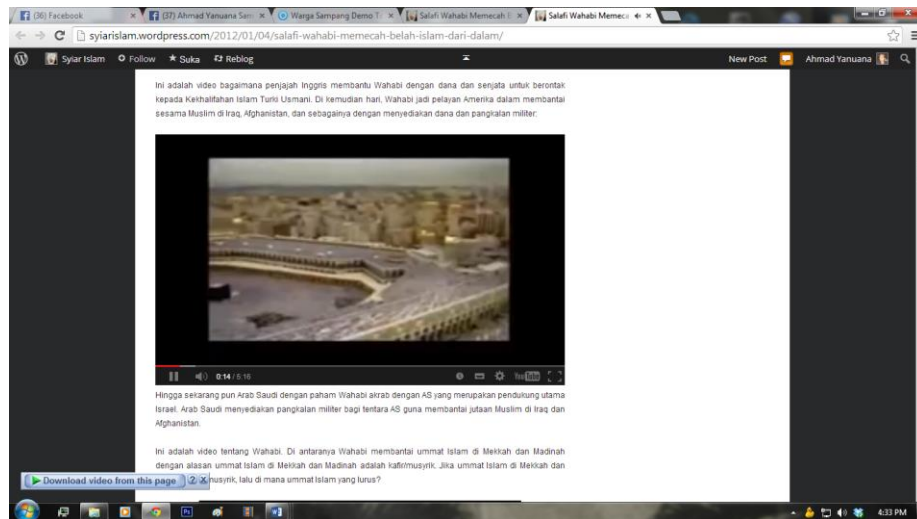 (36) Facebook
(37) Ahmad Yanuana Sam
Warga Sampang Demo T
Salafi Wahabi Memecah B
Salafi Wahabi Memeca
syiarislam.wordpress.com/2012/01/04/salafi-wahabi-memecah-belah-islam-dari-dalam/
Syiar Islam Follow Suka Reblog New Post Ahmad Yanuana
Ini adalah video bagaimana penjajah Inggris membantu Wahabi dengan dana dan senjata untuk berontak
kepada Kekhalifahan Islam Turki Usmani. Di kemudian hari, Wahabi jadi pelayan Amerika dalam membantai
sesama Muslim di Iraq, Afghanistan, dan sebagainya dengan menyediakan dana dan pangkalan militer:
0:14 / 5:16
YouTube
Hingga sekarang pun Arab Saudi dengan paham Wahabi akrab dengan AS yang merupakan pendukung utama
Israel. Arab Saudi menyediakan pangkalan militer bagi tentara AS guna membantai jutaan Muslim di Iraq dan
Afghanistan.
Ini adalah video tentang Wahabi. Di antaranya Wahabi membantai ummat Islam di Mekkah dan Madinah
dengan alasan ummat Islam di Mekkah dan Madinah adalah kafir/musyrik. Jika ummat Islam di Mekkah dan
musyrik, lalu di mana ummat Islam yang lurus?
Download video from this page
4:33 PM